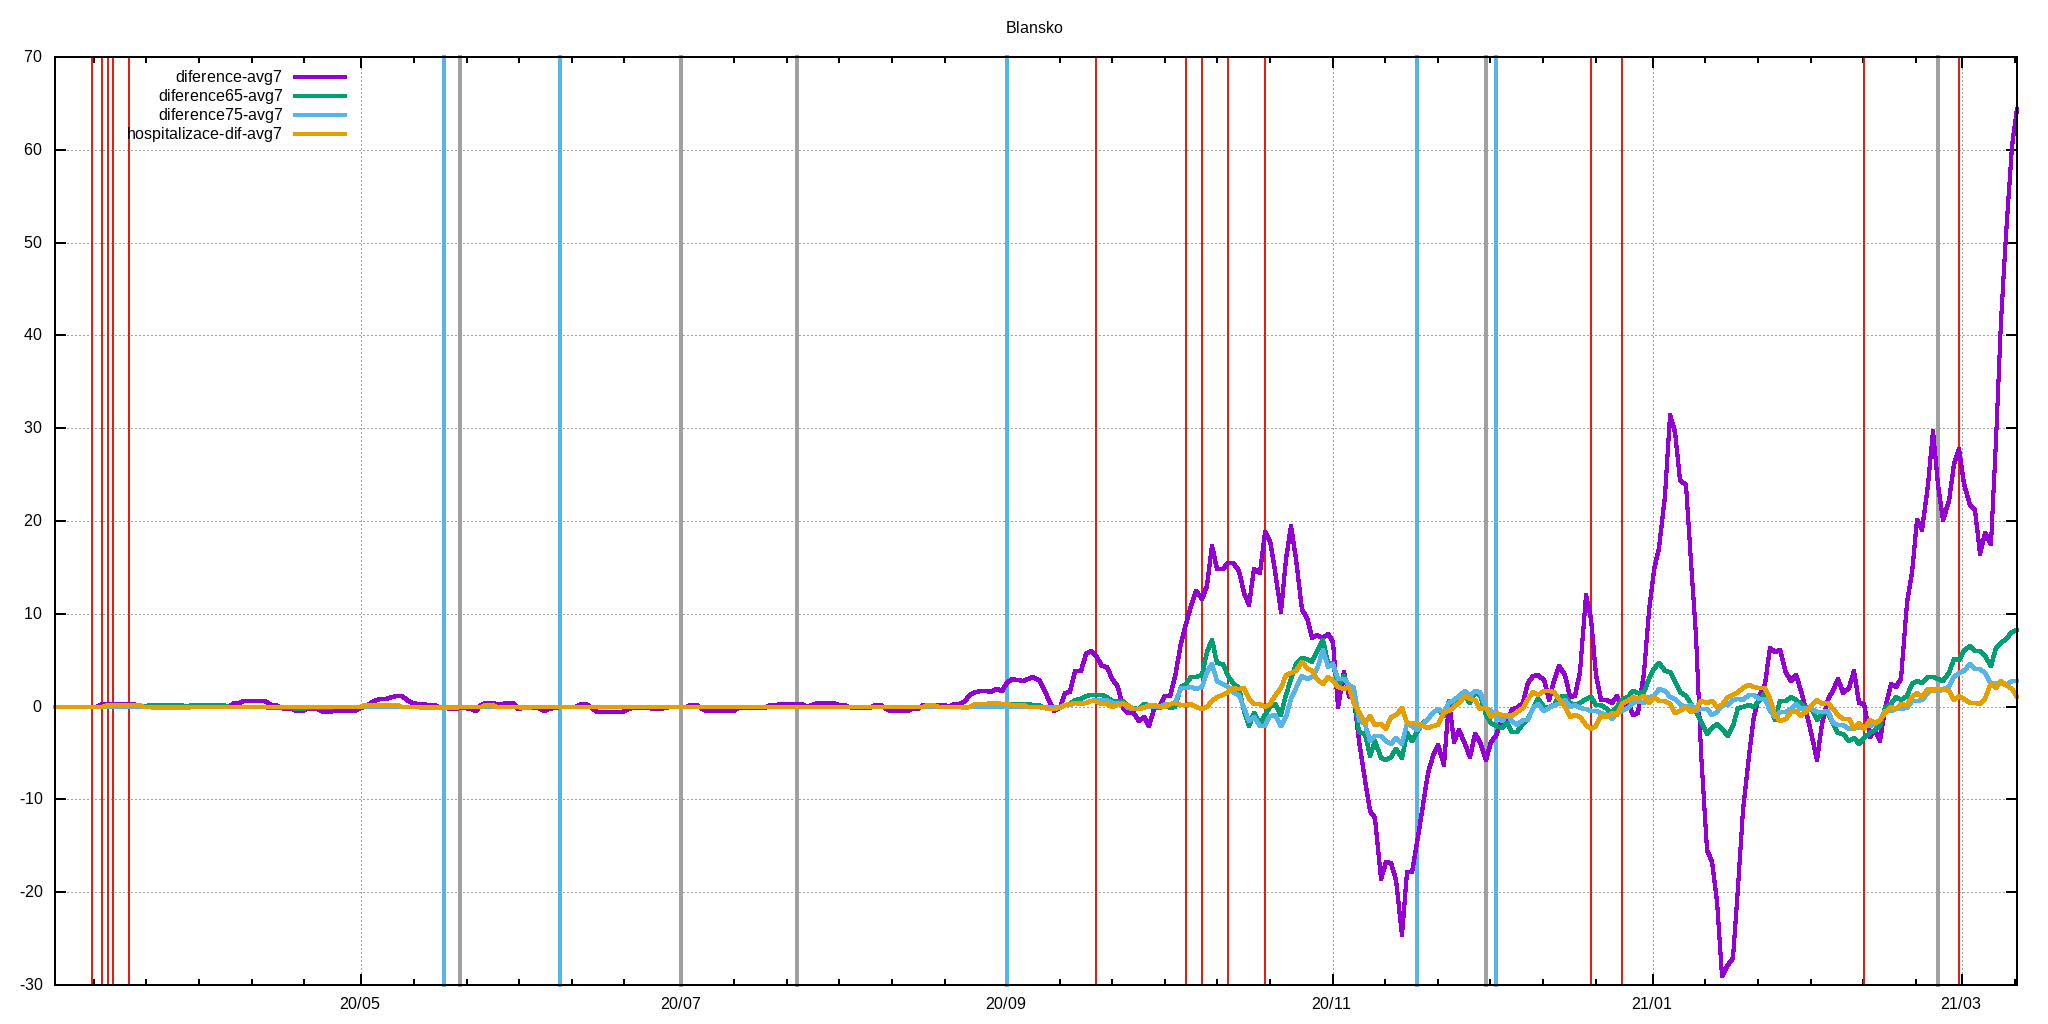 Blansko
70
diference-avg7
diference65-avg7
diference75-avg7
hospitalizace-dif-avg7
60
50
40
30
20
10
0
-10
-20
-30
20/05 20/07 20/09 20/11 21/01 21/03